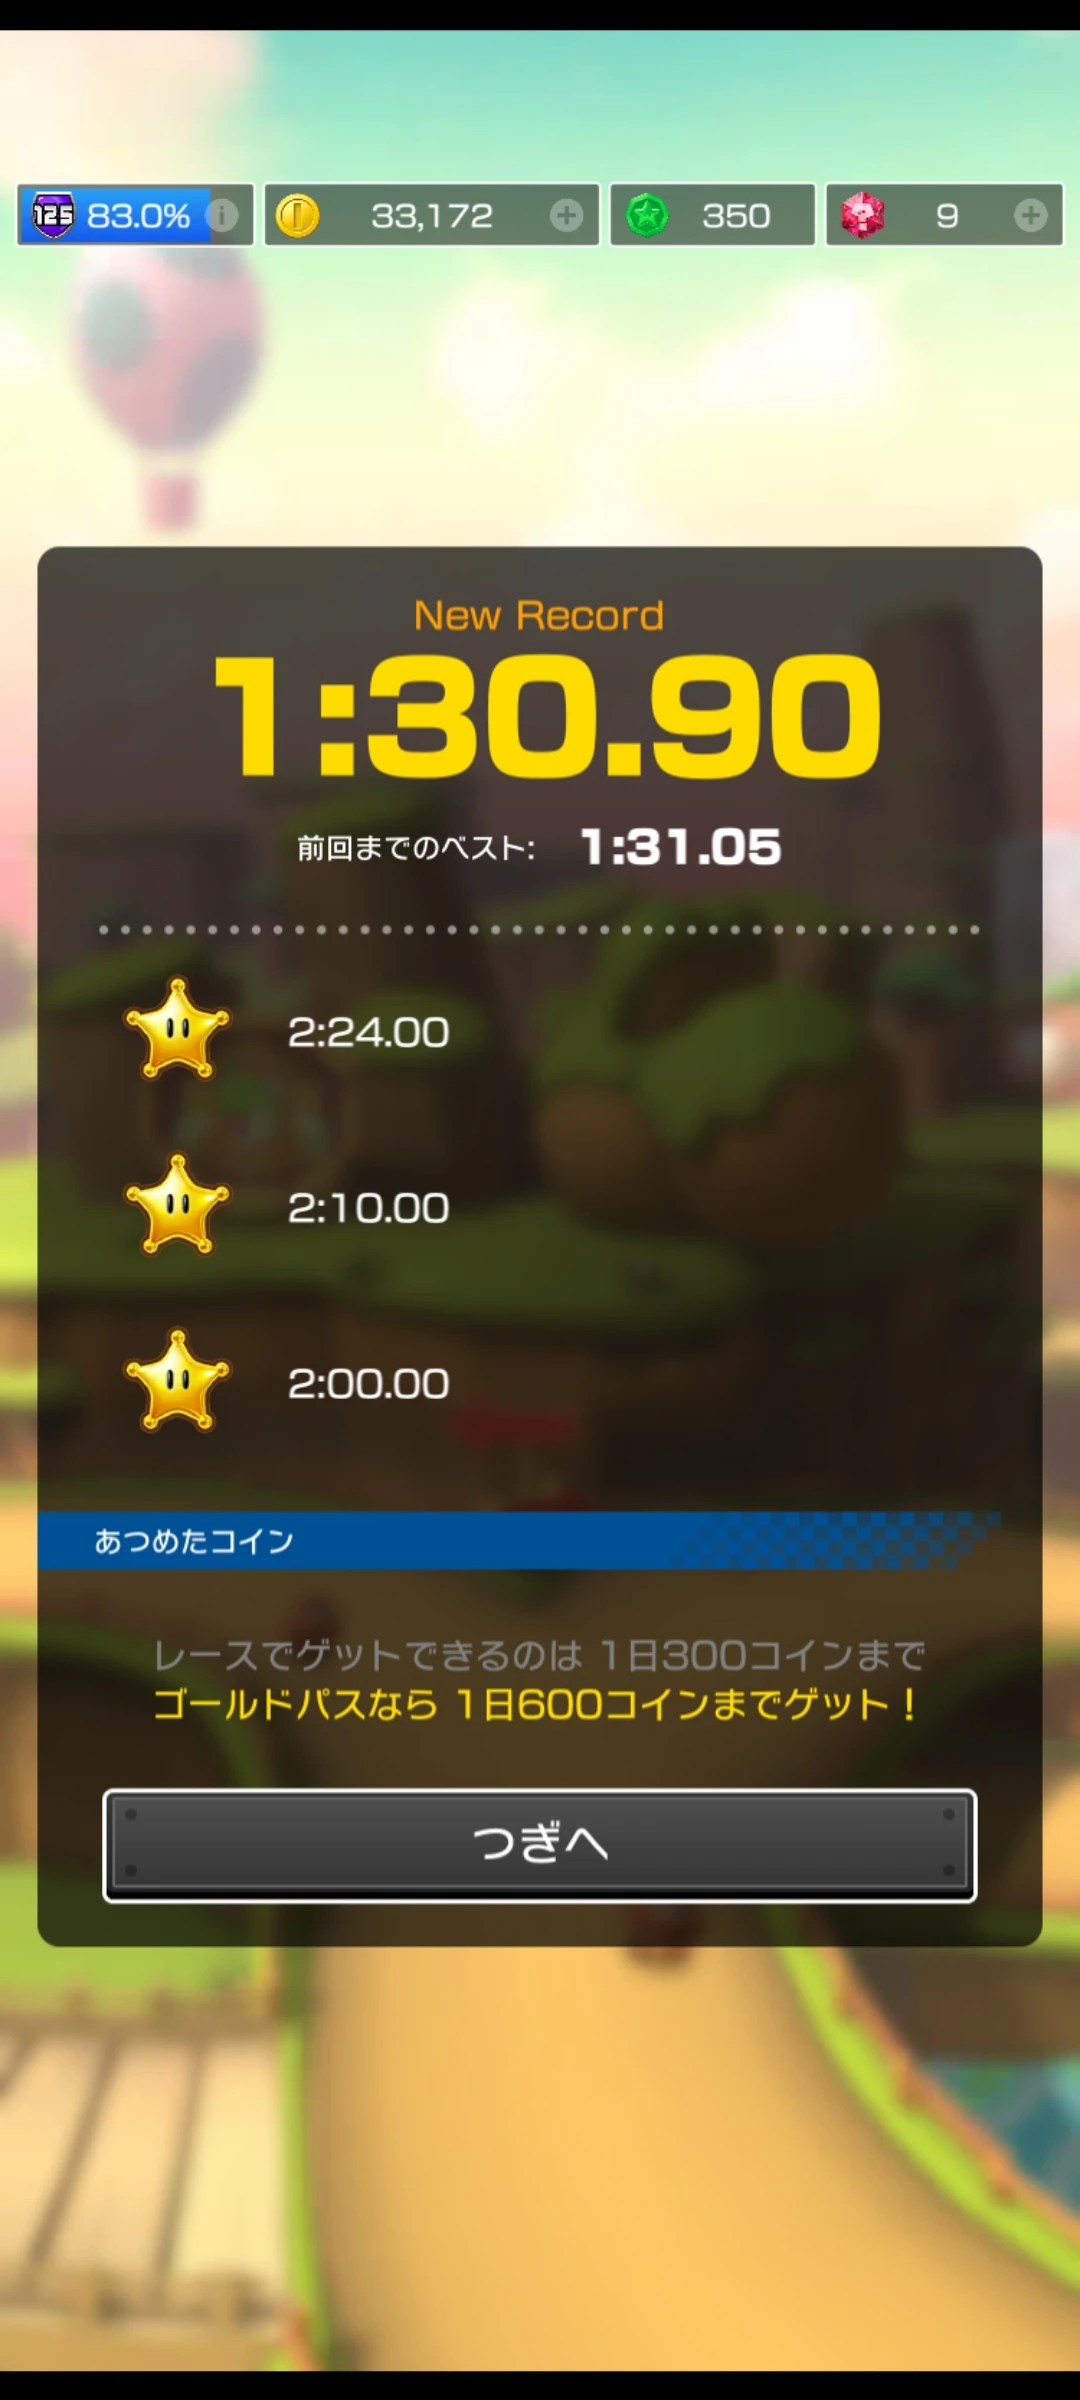 125 83.0% i 33,172 + 350 9 +
New Record
1:30.90
前回までのベスト: 1:31.05
2:24.00
2:10.00
2:00.00
あつめたコイン
レースでゲットできるのは 1日300コインまで
ゴールドパスなら 1日600コインまでゲット！
つぎへ